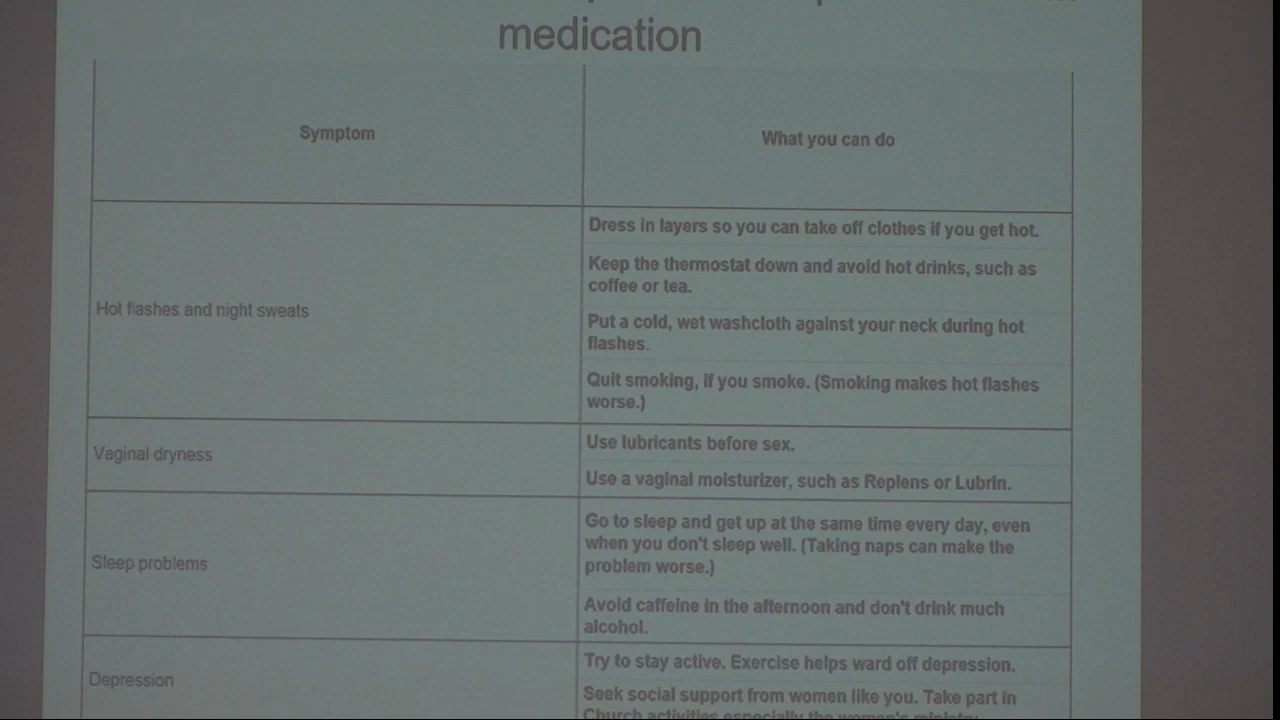 medication
Symptom
What you can do
Hot flashes and night sweats
Dress in layers so you can take off clothes if you get hot.
Keep the thermostat down and avoid hot drinks, such as
coffee or tea.
Put a cold, wet washcloth against your neck during hot
flashes.
Quit smoking, if you smoke. (Smoking makes hot flashes
worse.)
Vaginal dryness
Use lubricants before sex.
Use a vaginal moisturizer, such as Replens or Lubrin.
Sleep problems
Go to sleep and get up at the same time every day, even
when you don't sleep well. (Taking naps can make the
problem worse.)
Avoid caffeine in the afternoon and don't drink much
alcohol.
Depression
Try to stay active. Exercise helps ward off depression.
Seek social support from women like you. Take part in
Church activities especially the women's ministry